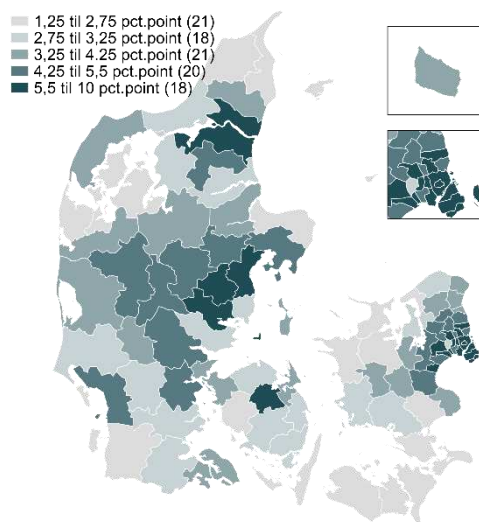 1,25 til 2,75 pct.point (21)
2,75 til 3,25 pct.point (18)
3,25 til 4.25 pct.point (21)
4,25 til 5,5 pct.point (20)
5,5 til 10 pct.point (18)